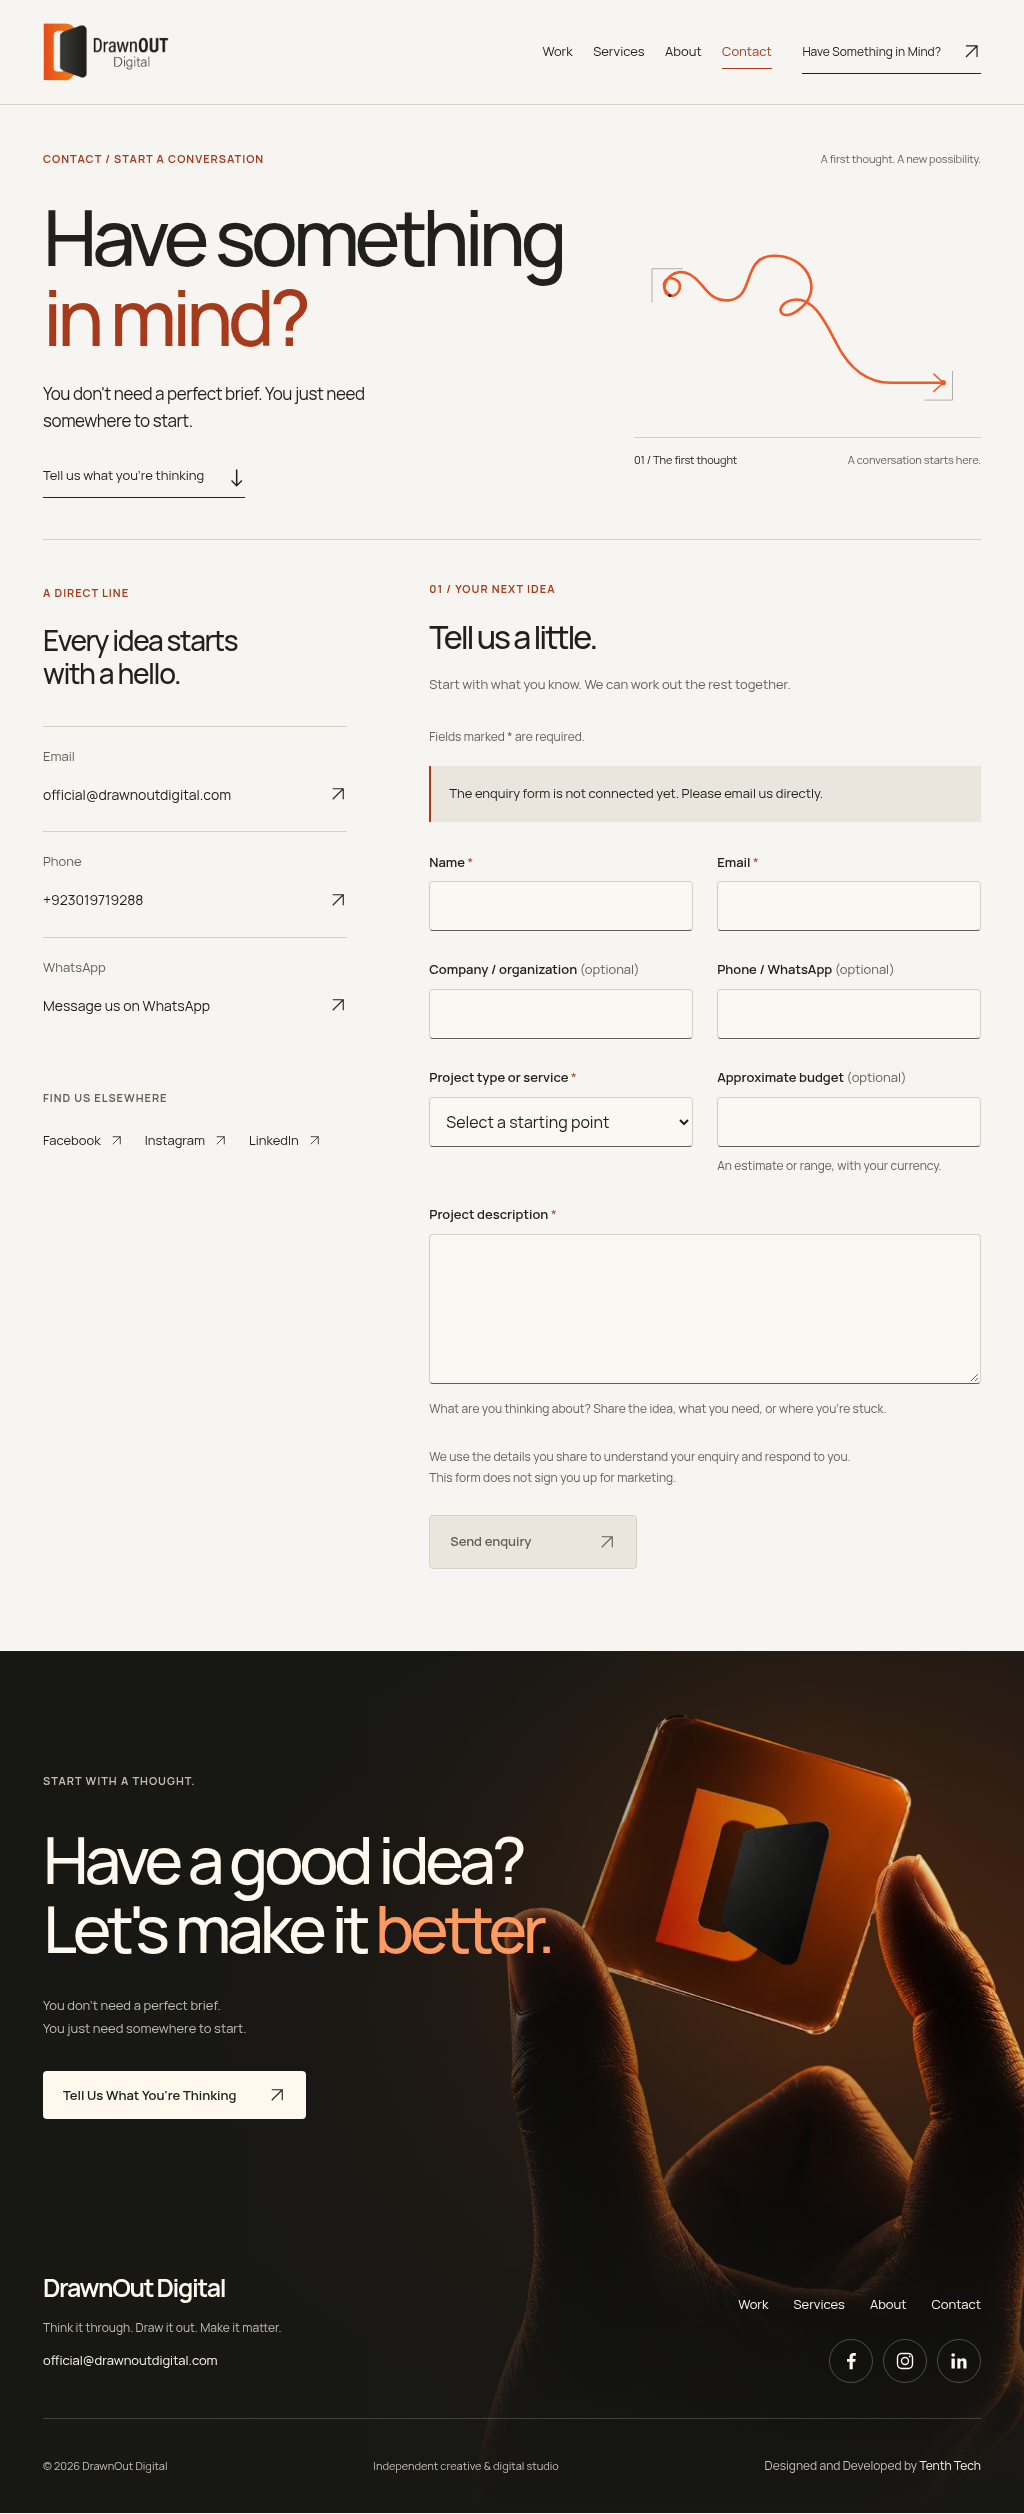 DrawnOUT
Digital
Work
Services
About
Contact
Have Something in Mind?
CONTACT / START A CONVERSATION
A first thought. A new possibility.
Have something
in mind?
You don't need a perfect brief. You just need
somewhere to start.
Tell us what you're thinking
01 / The first thought
A conversation starts here.
A DIRECT LINE
Every idea starts
with a hello.
Email
official@drawnoutdigital.com
Phone
+923019719288
WhatsApp
Message us on WhatsApp
FIND US ELSEWHERE
Facebook
Instagram
LinkedIn
01 / YOUR NEXT IDEA
Tell us a little.
Start with what you know. We can work out the rest together.
Fields marked * are required.
The enquiry form is not connected yet. Please email us directly.
Name *
Email *
Company / organization (optional)
Phone / WhatsApp (optional)
Project type or service *
Approximate budget (optional)
Select a starting point
An estimate or range, with your currency.
Project description *
What are you thinking about? Share the idea, what you need, or where you're stuck.
We use the details you share to understand your enquiry and respond to you.
This form does not sign you up for marketing.
Send enquiry
START WITH A THOUGHT.
Have a good idea?
Let's make it better.
You don't need a perfect brief.
You just need somewhere to start.
Tell Us What You're Thinking
DrawnOut Digital
Think it through. Draw it out. Make it matter.
official@drawnoutdigital.com
Work
Services
About
Contact
© 2026 DrawnOut Digital
Independent creative & digital studio
Designed and Developed by Tenth Tech